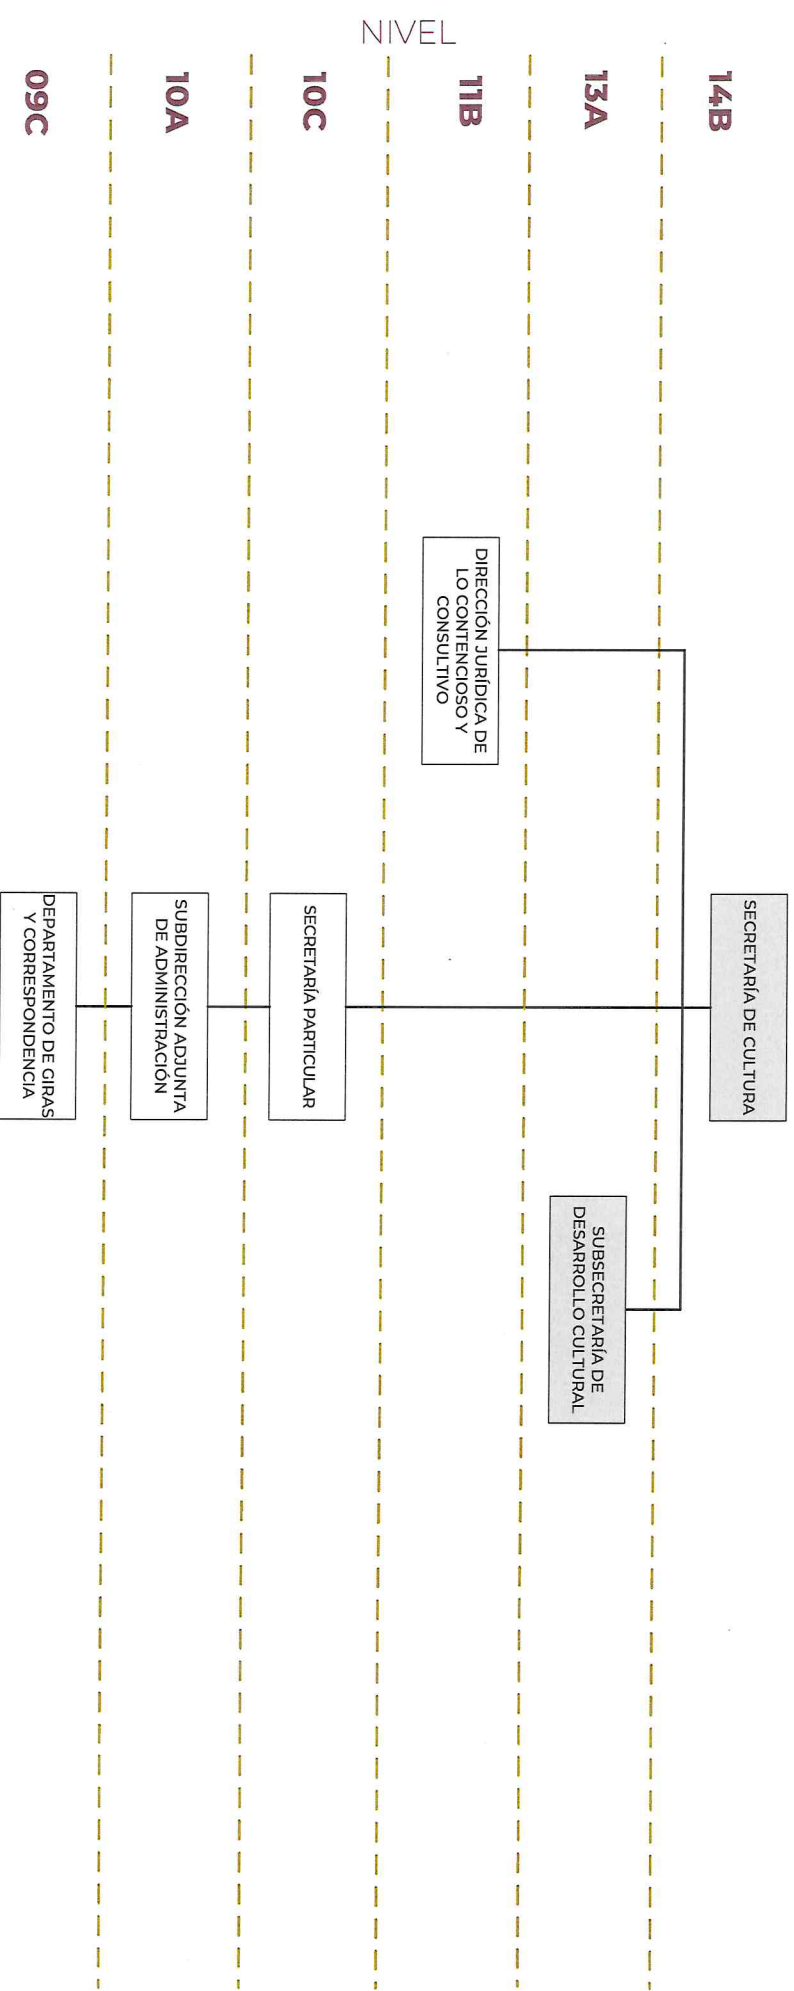 NIVEL
14B
SECRETARÍA DE CULTURA
13A
SUBSECRETARÍA DE
DESARROLLO CULTURAL
11B
DIRECCIÓN JURÍDICA DE
LO CONTENCIOSO Y
CONSULTIVO
10C
SECRETARÍA PARTICULAR
10A
SUBDIRECCIÓN ADJUNTA
DE ADMINISTRACIÓN
09C
DEPARTAMENTO DE GIRAS
Y CORRESPONDENCIA